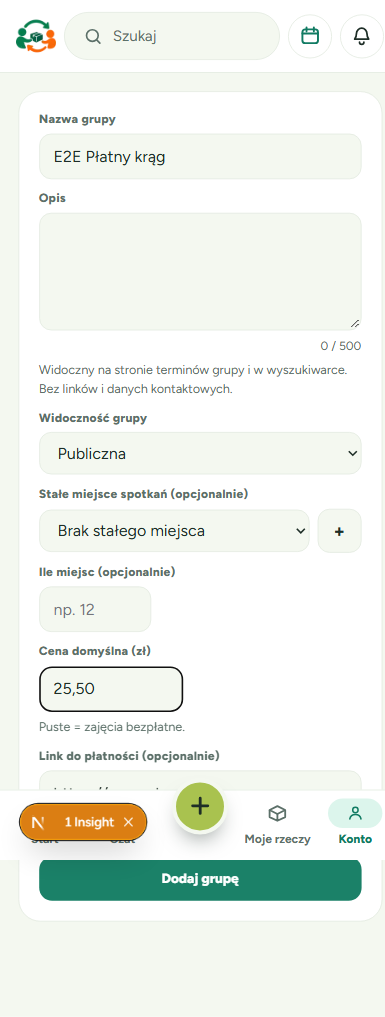 Szukaj
Nazwa grupy
E2E Płatny krąg
Opis
0 / 500
Widoczny na stronie terminów grupy i w wyszukiwarce.
Bez linków i danych kontaktowych.
Widoczność grupy
Publiczna
Stałe miejsce spotkań (opcjonalnie)
Brak stałego miejsca
+
Ile miejsc (opcjonalnie)
np. 12
Cena domyślna (zł)
25,50
Puste = zajęcia bezpłatne.
Link do płatności (opcjonalnie)
N 1 Insight ×
+
Moje rzeczy
Konto
Dodaj grupę